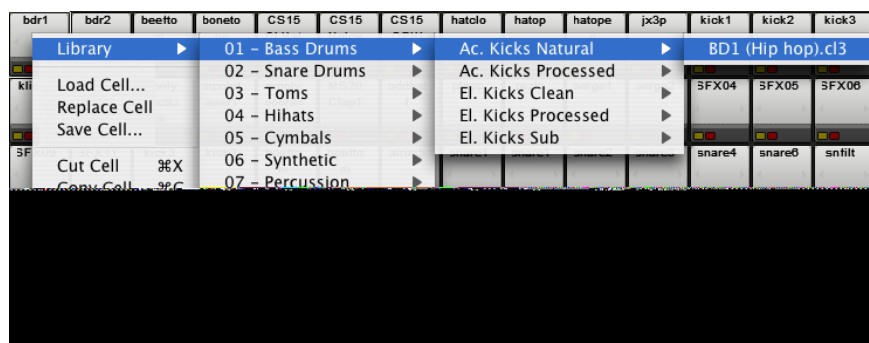 bdr1 bdr2 beetto boneto CS15 CS15 CS15 hatclo hatop hatope jx3p kick1 kick2 kick3
Library 01 – Bass Drums Ac. Kicks Natural BD1 (Hip hop).cl3
02 – Snare Drums Ac. Kicks Processed
Load Cell... 03 – Toms El. Kicks Clean SFX04 SFX05 SFX06
Replace Cell 04 – Hihats El. Kicks Processed
Save Cell... 05 – Cymbals El. Kicks Sub
Cut Cell ⌘X 06 – Synthetic snare4 snare6 snfilt
Copy Cell ⌘C 07 – Percussion